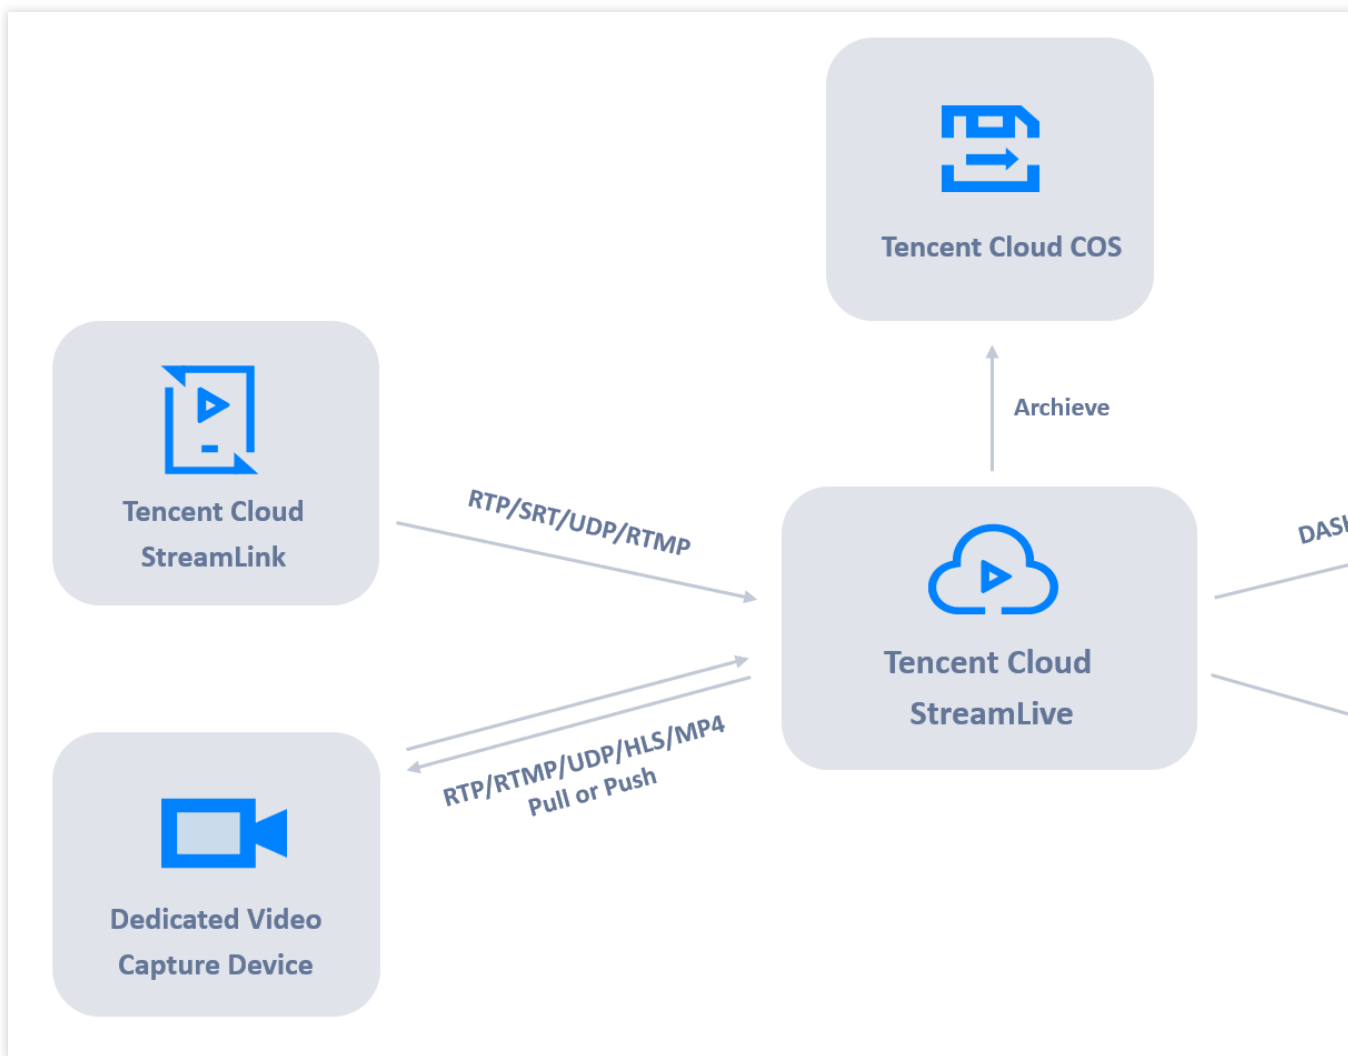 Tencent Cloud COS
Archieve
Tencent Cloud
StreamLink
RTP/SRT/UDP/RTMP
Tencent Cloud
StreamLive
RTP/RTMP/UDP/HLS/MP4
Pull or Push
Dedicated Video
Capture Device